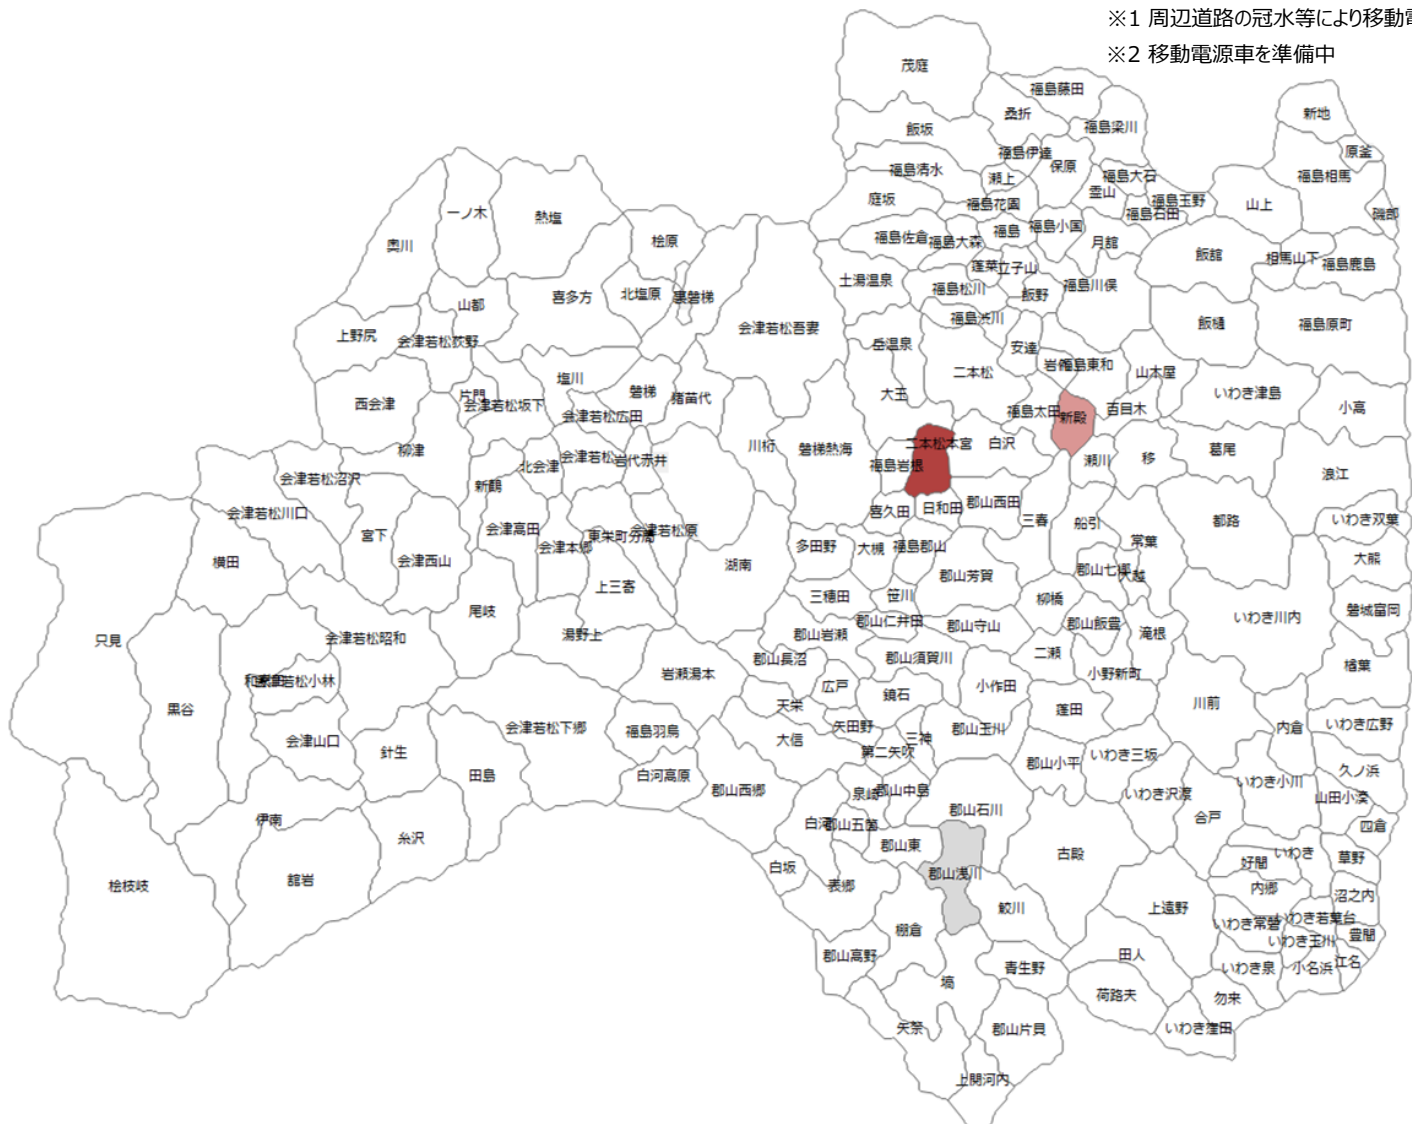 ※1 周辺道路の冠水等により移動
※2 移動電源車を準備中
茂庭
福島藤田
桑折
新地
飯坂
福島梁川
原釜
福島伊達
保原
福島清水
瀬上
福島大石
福島相馬
庭坂
霊山
福島玉野
山上
福島花園
福島石田
磯部
一ノ木
熱塩
福島
福島小国
奥川
桧原
福島佐倉
福島大森
月舘
飯舘
相馬山下
福島鹿島
蓬莱
立子山
土湯温泉
福島松川
飯野
福島川俣
山都
喜多方
北塩原
裏磐梯
福島渋川
飯樋
福島原町
会津若松吾妻
上野尻
会津若松荻野
岳温泉
安達
岩代
福島東和
二本松
山木屋
塩川
磐梯
猪苗代
大玉
いわき津島
片門
会津若松坂下
西会津
会津若松広田
福島太田
新殿
百目木
小高
川桁
磐梯熱海
二本松本宮
白沢
柳津
会津若松
岩代赤井
北会津
福島岩根
瀬川
移
葛尾
浪江
会津若松沼沢
新鶴
喜久田
日和田
郡山西田
会津若松川口
三春
船引
都路
いわき双葉
宮下
会津高田
東栄町分局
会津若松原
会津本郷
多田野
大槻
福島郡山
常葉
横田
会津西山
湖南
郡山芳賀
郡山七郷
大越
大熊
上三寄
三穂田
笹川
柳橋
尾岐
郡山仁井田
郡山守山
郡山飯豊
滝根
いわき川内
磐城富岡
只見
会津若松昭和
湯野上
郡山岩瀬
郡山長沼
郡山須賀川
二瀬
楢葉
岩瀬湯本
会津若松小林
広戸
鏡石
小作田
小野新町
黒谷
天栄
蓬田
川前
会津若松下郷
福島羽鳥
矢田野
郡山玉川
内倉
いわき広野
会津山口
大信
三神
針生
第二矢吹
いわき三坂
田島
白河高原
郡山小平
久ノ浜
郡山西郷
泉崎
郡山中島
いわき沢渡
いわき小川
山田小湊
伊南
糸沢
白河
郡山五箇
郡山石川
合戸
四倉
郡山東
古殿
いわき
草野
桧枝岐
舘岩
白坂
表郷
郡山浅川
好間
内郷
沼之内
鮫川
上遠野
いわき若葉台
棚倉
いわき常磐
豊間
いわき玉川
郡山高野
田人
江名
青生野
いわき泉
小名浜
塙
荷路夫
勿来
矢祭
郡山片貝
いわき窪田
上関河内